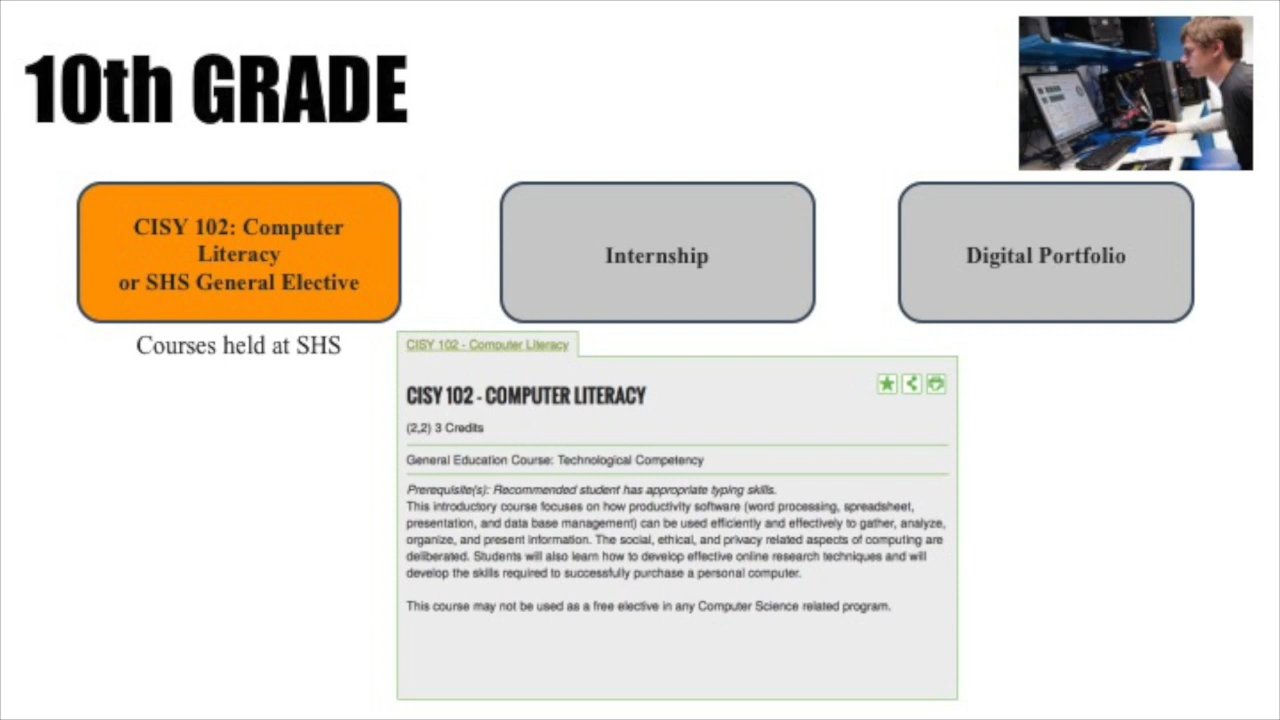 10th GRADE
CISY 102: Computer
Literacy
or SHS General Elective
Internship
Digital Portfolio
Courses held at SHS
CISY 102 - Computer Literacy
CISY 102 - COMPUTER LITERACY
(2,2) 3 Credits
General Education Course: Technological Competency
Prerequisite(s): Recommended student has appropriate typing skills.
This introductory course focuses on how productivity software (word processing, spreadsheet,
presentation, and data base management) can be used efficiently and effectively to gather, analyze,
organize, and present information. The social, ethical, and privacy related aspects of computing are
deliberated. Students will also learn how to develop effective online research techniques and will
develop the skills required to successfully purchase a personal computer.
This course may not be used as a free elective in any Computer Science related program.